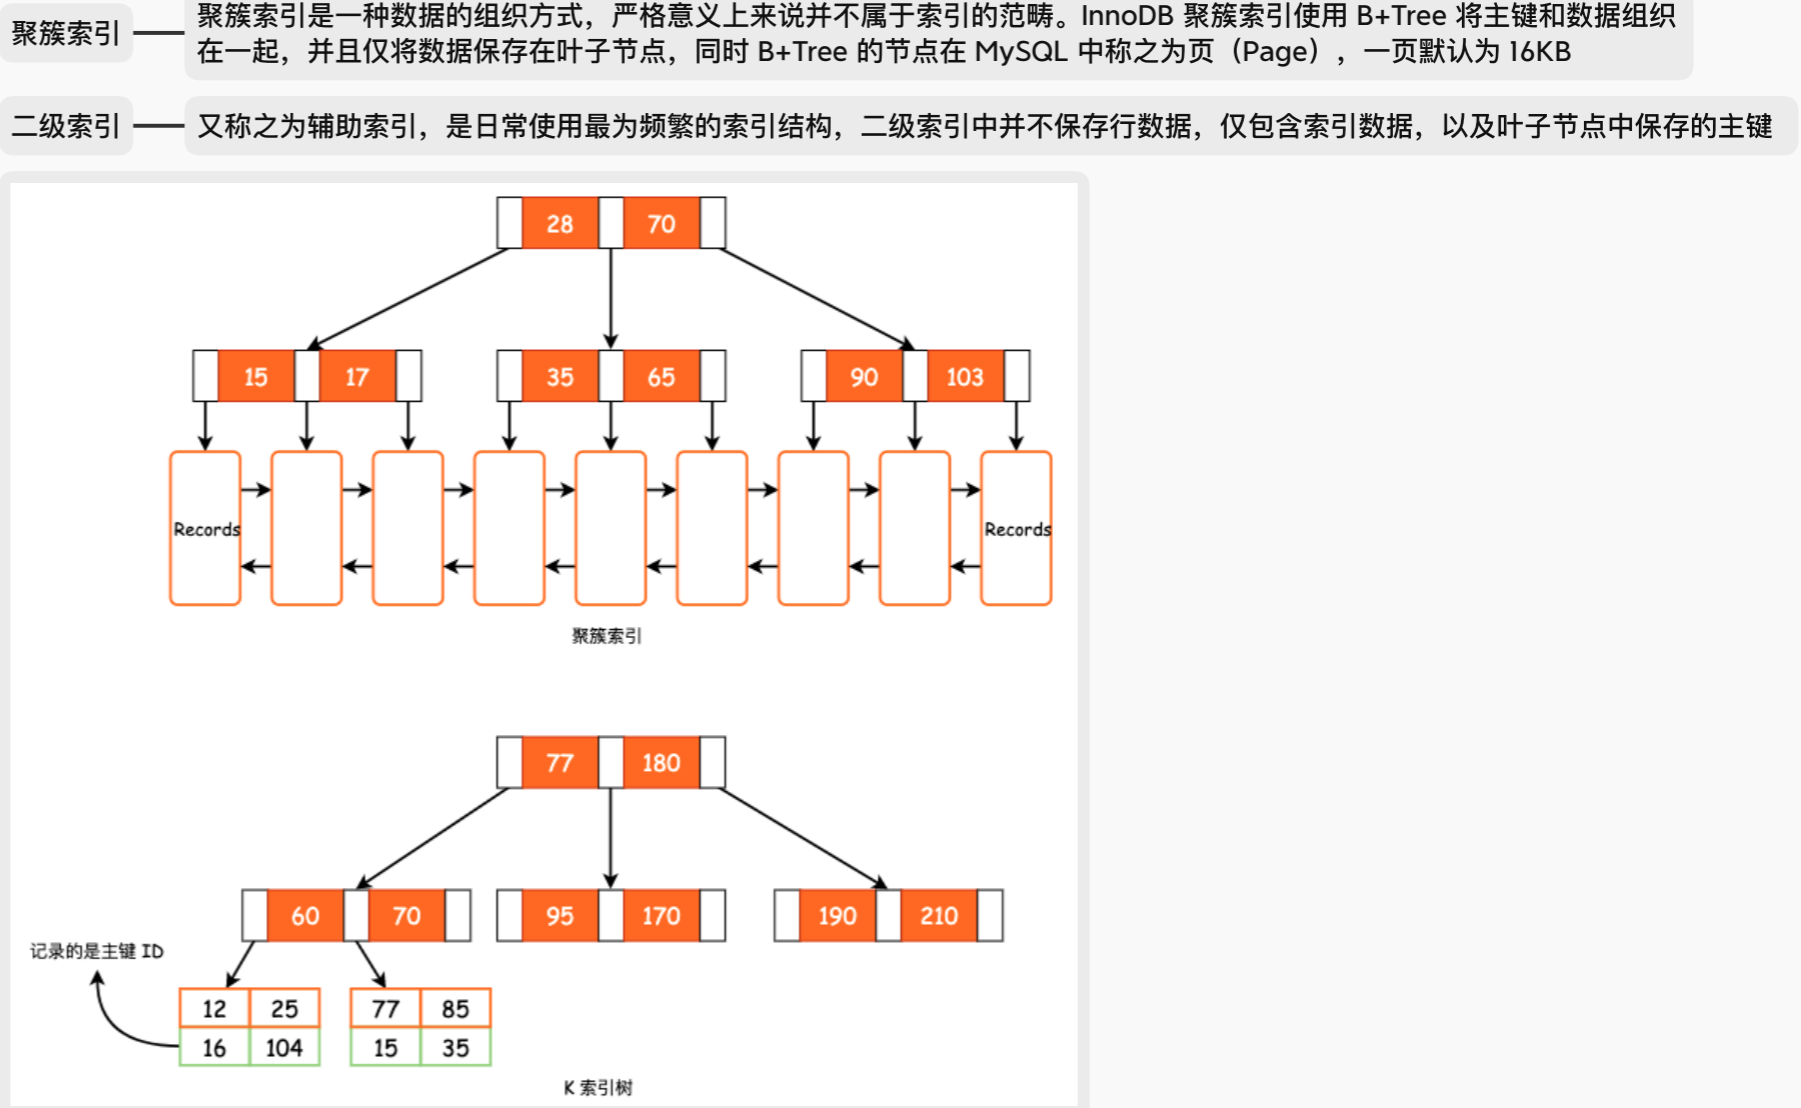 聚簇索引
聚簇索引是一种数据的组织方式，严格意义上来说并不属于索引的范畴。InnoDB 聚簇索引使用 B+Tree 将主键和数据组织
在一起，并且仅将数据保存在叶子节点，同时 B+Tree 的节点在 MySQL 中称之为页（Page），一页默认为 16KB
二级索引
又称之为辅助索引，是日常使用最为频繁的索引结构，二级索引中并不保存行数据，仅包含索引数据，以及叶子节点中保存的主键
28 70
15 17 35 65 90 103
Records Records
聚簇索引
77 180
60 70 95 170 190 210
记录的是主键 ID
12 25 77 85
16 104 15 35
K 索引树